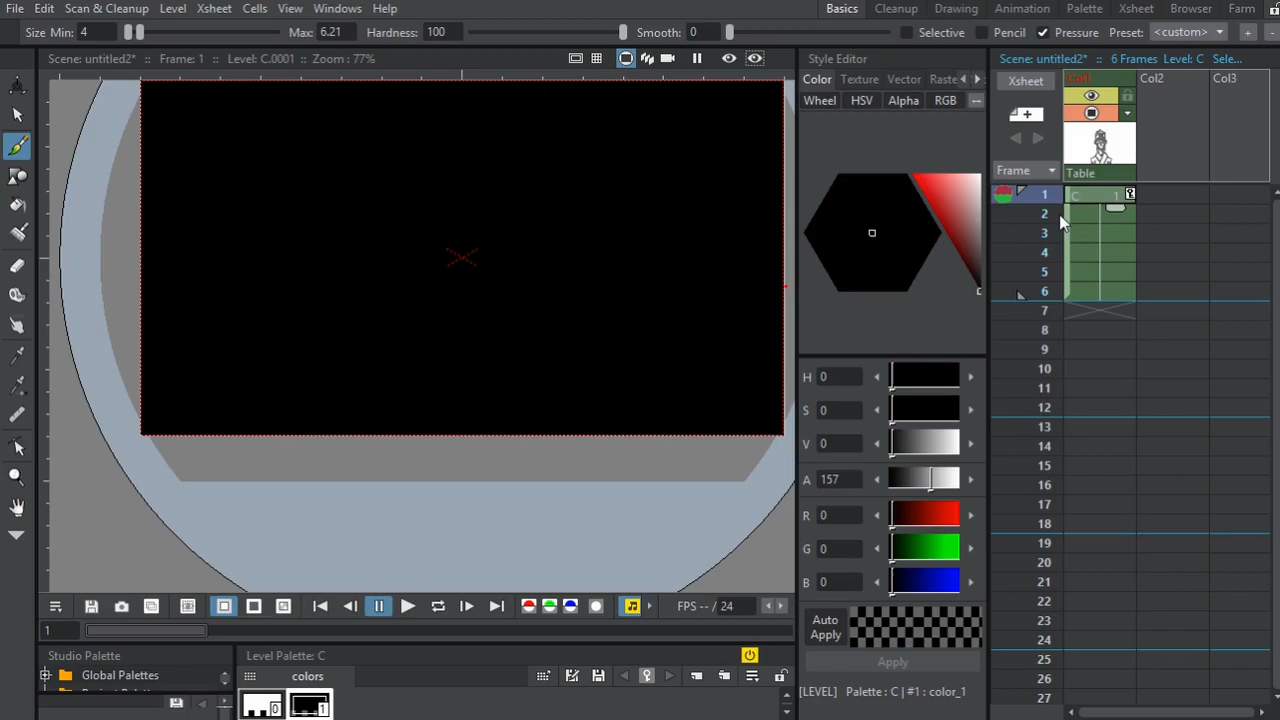 File Edit Scan & Cleanup Level Xsheet Cells View Windows Help Basics Cleanup Drawing Animation Palette Xsheet Browser Farm
Size Min: 4 Max: 6.21 Hardness: 100 Smooth: 0 Selective Pencil Pressure Preset: <custom> + -
Scene: untitled2* :: Frame: 1 :: Level: C.0001 :: Zoom : 77%
Style Editor
Scene: untitled2* :: 6 Frames Level: C Sele...
Color Texture Vector Raste
Wheel HSV Alpha RGB
Xsheet
Col1 Col2 Col3
Frame
Table
1 C 1
2
3
4
5
6
7
8
9
10
11
12
13
14
15
16
17
18
19
20
21
22
23
24
25
26
27
H 0
S 0
V 0
A 157
R 0
G 0
B 0
FPS -- / 24
1
Auto
Apply
Apply
Studio Palette
Global Palettes
Level Palette: C
colors
0 1
[LEVEL] Palette : C | #1 : color_1